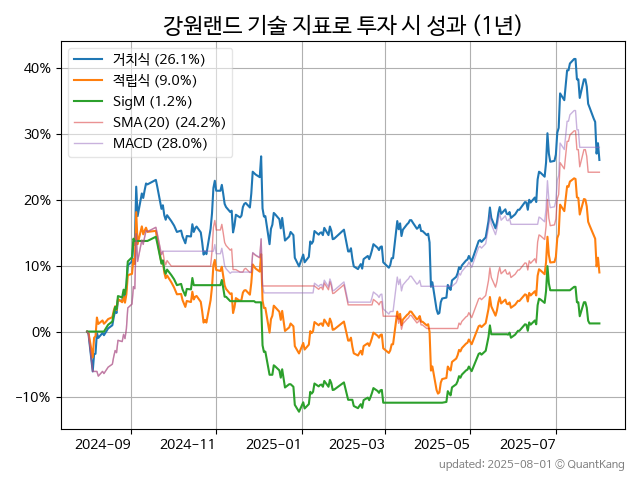 강원랜드 기술 지표로 투자 시 성과 (1년)
거치식 (26.1%)
적립식 (9.0%)
SigM (1.2%)
SMA(20) (24.2%)
MACD (28.0%)
40%
30%
20%
10%
0%
−10%
2024-09 2024-11 2025-01 2025-03 2025-05 2025-07
updated: 2025-08-01 © QuantKang